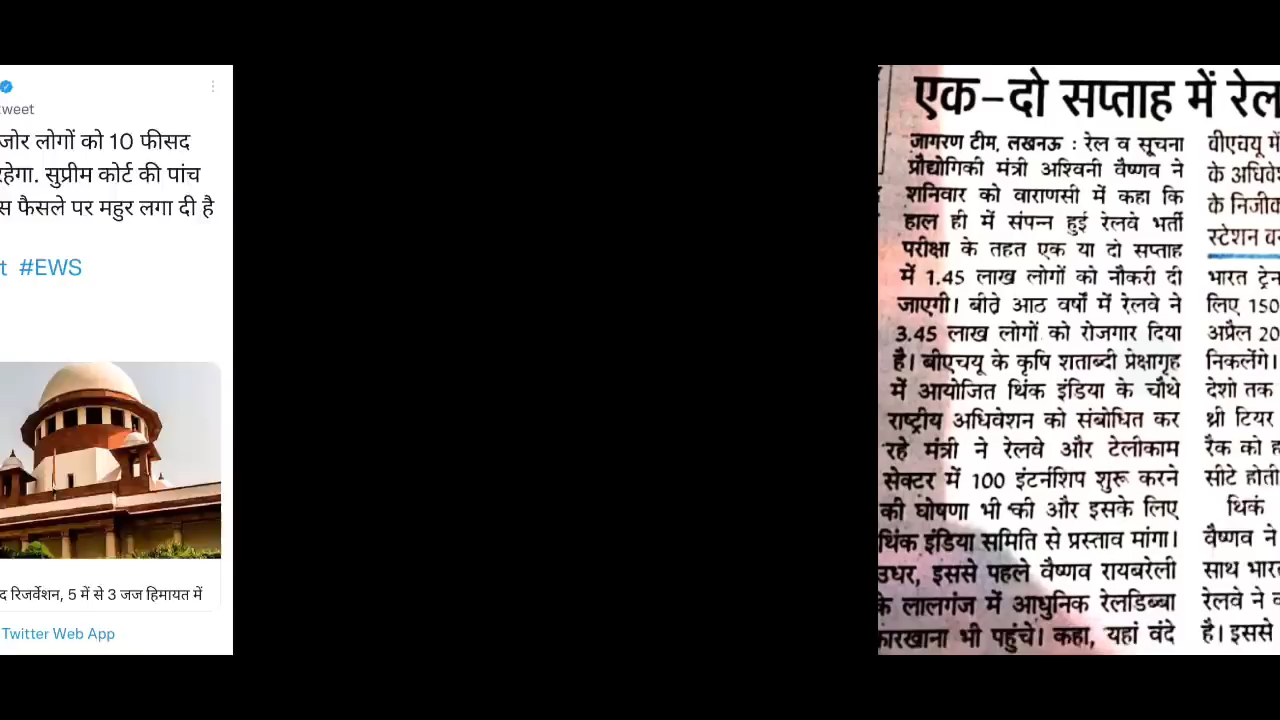 tweet
जोर लोगों को 10 फीसद
रहेगा. सुप्रीम कोर्ट की पांच
स फैसले पर महुर लगा दी है
t #EWS
द रिजर्वेशन, 5 में से 3 जज हिमायत में
Twitter Web App
एक-दो सप्ताह में रेल
जागरण टीम, लखनऊ : रेल व सूचना
प्रौद्योगिकी मंत्री अश्विनी वैष्णव ने
शनिवार को वाराणसी में कहा कि
हाल ही में संपन्न हुई रेलवे भर्ती
परीक्षा के तहत एक या दो सप्ताह
में 1.45 लाख लोगों को नौकरी दी
जाएगी। बीते आठ वर्षों में रेलवे ने
3.45 लाख लोगों को रोजगार दिया
है। बीएचयू के कृषि शताब्दी प्रेक्षागृह
में आयोजित थिंक इंडिया के चौथे
राष्ट्रीय अधिवेशन को संबोधित कर
रहे मंत्री ने रेलवे और टेलीकाम
सेक्टर में 100 इंटर्नशिप शुरू करने
की घोषणा भी की और इसके लिए
थिंक इंडिया समिति से प्रस्ताव मांगा।
उधर, इससे पहले वैष्णव रायबरेली
के लालगंज में आधुनिक रेलडिब्बा
कारखाना भी पहुंचे। कहा, यहां वंदे
वीएचयू में
के अधिवे
के निजीक
स्टेशन व
भारत ट्रेन
लिए 150
अप्रैल 20
निकलेंगे।
देशो तक
थ्री टियर
रैक को ह
सीटे होती
थिकं
वैष्णव ने
साथ भार
रेलवे ने व
है। इससे